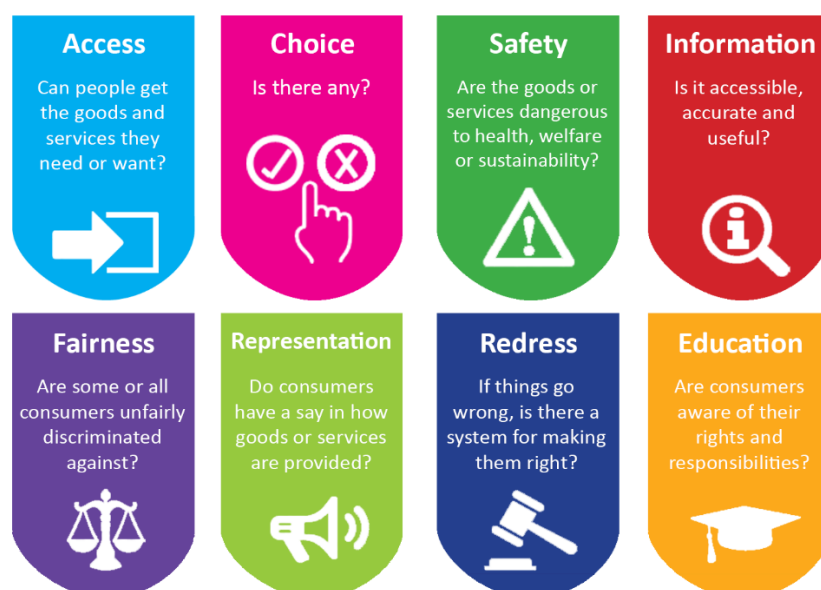 Access
Can people get
the goods and
services they
need or want?
Choice
Is there any?
Safety
Are the goods or
services dangerous
to health, welfare
or sustainability?
Information
Is it accessible,
accurate and
useful?
Fairness
Are some or all
consumers unfairly
discriminated
against?
Representation
Do consumers
have a say in how
goods or services
are provided?
Redress
If things go
wrong, is there a
system for making
them right?
Education
Are consumers
aware of their
rights and
responsibilities?